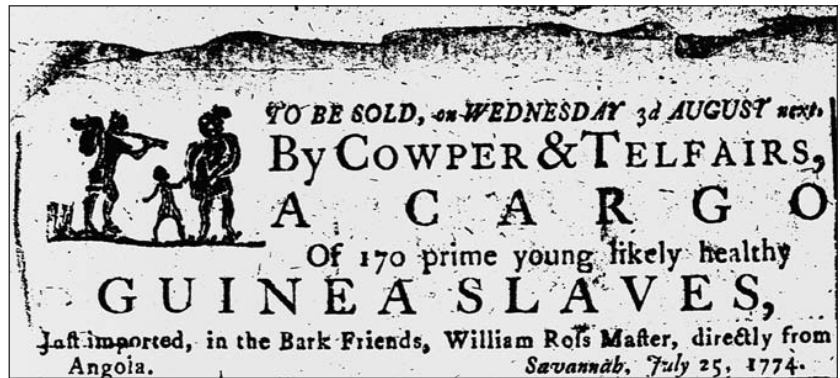 TO BE SOLD, on WEDNESDAY 3d AUGUST next.
By COWPER & TELFAIRS,
A CARGO
Of 170 prime young likely healthy
GUINEA SLAVES,
Just imported, in the Bark Friends, William Ross Master, directly from
Angola. Savannah, July 25, 1774.